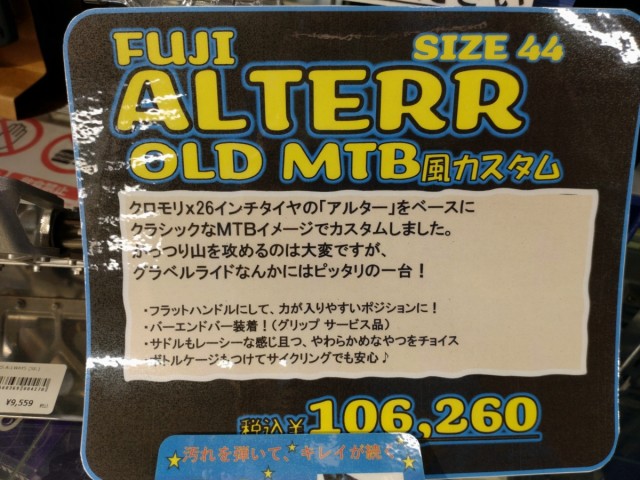 FUJI SIZE 44
ALTERR
OLD MTB風カスタム
クロモリx26インチタイヤの「アルター」をベースに
クラシックなMTBイメージでカスタムしました。
がっつり山を攻めるのは大変ですが、
グラベルライドなんかにはピッタリの一台!
・フラットハンドルにして、力が入りやすいポジションに!
・バーエンドバー装着!(グリップ サービス品)
・サドルもレーシーな感じ且つ、やわらかめなやつをチョイス
・ボトルケージもつけてサイクリングでも安心♪
税込¥106,260
汚れを弾いて、キレイが続く
¥9,559